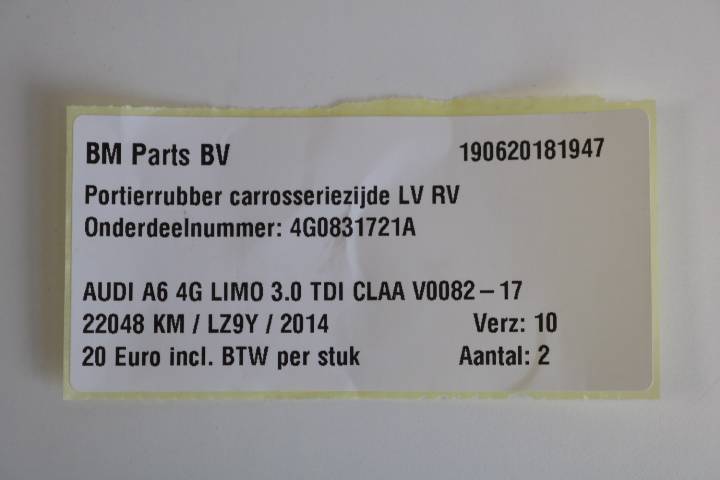 BM Parts BV 190620181947
Portierrubber carrosseriezijde LV RV
Onderdeelnummer: 4G0831721A
AUDI A6 4G LIMO 3.0 TDI CLAA V0082-17
22048 KM / LZ9Y / 2014 Verz: 10
20 Euro incl. BTW per stuk Aantal: 2